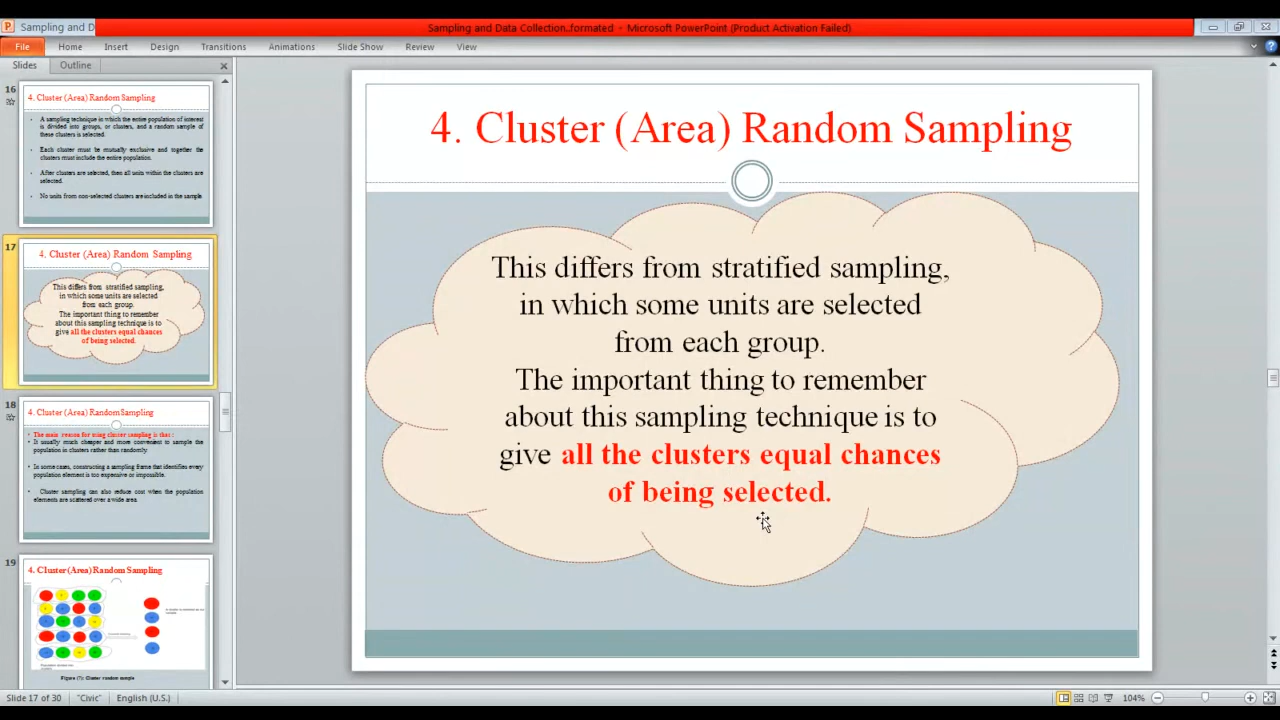 Sampling and D
Sampling and Data Collection..formated - Microsoft PowerPoint (Product Activation Failed)
File Home Insert Design Transitions Animations Slide Show Review View
Slides Outline
16
4. Cluster (Area) Random Sampling
• A sampling technique in which the entire population of interest
is divided into groups, or clusters, and a random sample of
these clusters is selected.
• Each cluster must be mutually exclusive and together the
clusters must include the entire population.
• After clusters are selected, then all units within the clusters are
selected.
• No units from non-selected clusters are included in the sample
17
4. Cluster (Area) Random Sampling
This differs from stratified sampling,
in which some units are selected
from each group.
The important thing to remember
about this sampling technique is to
give all the clusters equal chances
of being selected.
18
4. Cluster (Area) Random Sampling
• The main reason for using cluster sampling is that :
• It usually much cheaper and more convenient to sample the
population in clusters rather than randomly
• In some cases, constructing a sampling frame that identifies every
population element is too expensive or impossible.
• Cluster sampling can also reduce cost when the population
elements are scattered over a wide area.
19
4. Cluster (Area) Random Sampling
Figure (7): Cluster random sample
4. Cluster (Area) Random Sampling
This differs from stratified sampling,
in which some units are selected
from each group.
The important thing to remember
about this sampling technique is to
give all the clusters equal chances
of being selected.
Slide 17 of 30 "Civic" English (U.S.) 104%